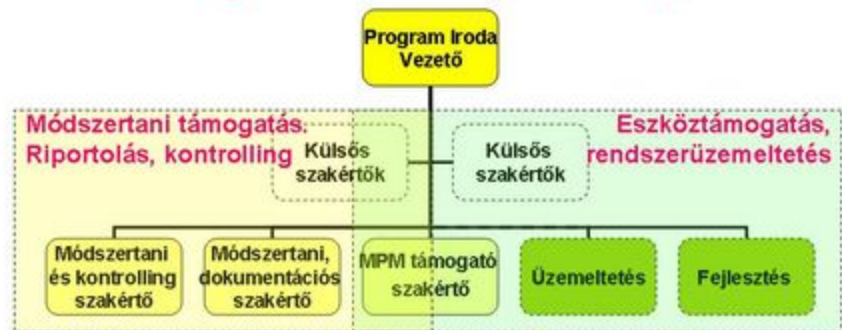 Program Iroda
Vezető
Módszertani támogatás.
Riportolás, kontrolling
Eszköztámogatás,
rendszerüzemeltetés
Külsős
szakértők
Külsős
szakértők
Módszertani
és kontrolling
szakértő
Módszertani,
dokumentációs
szakértő
MPM támogató
szakértő
Üzemeltetés
Fejlesztés